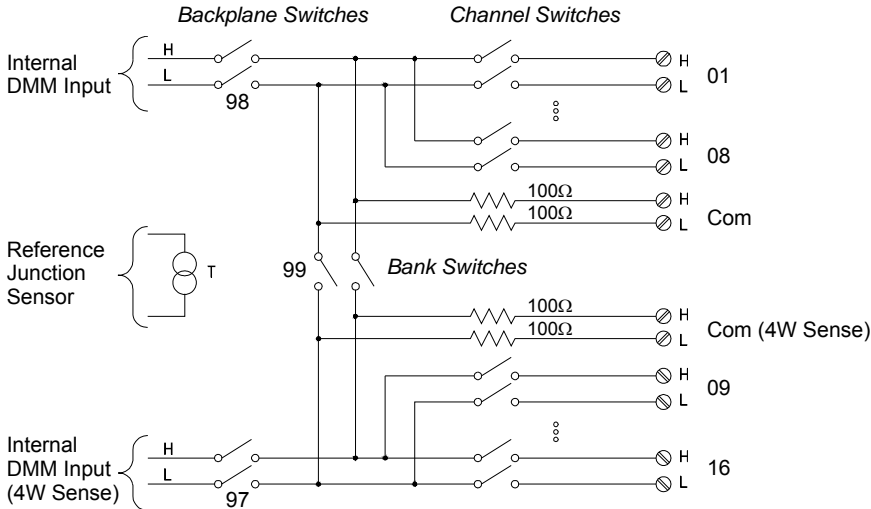 Backplane Switches
Channel Switches
Internal
DMM Input
H
L
98
H
L
01
H
L
08
100Ω
100Ω
H
L
Com
Reference
Junction
Sensor
T
99
Bank Switches
100Ω
100Ω
H
L
Com (4W Sense)
H
L
09
Internal
DMM Input
(4W Sense)
H
L
97
H
L
16